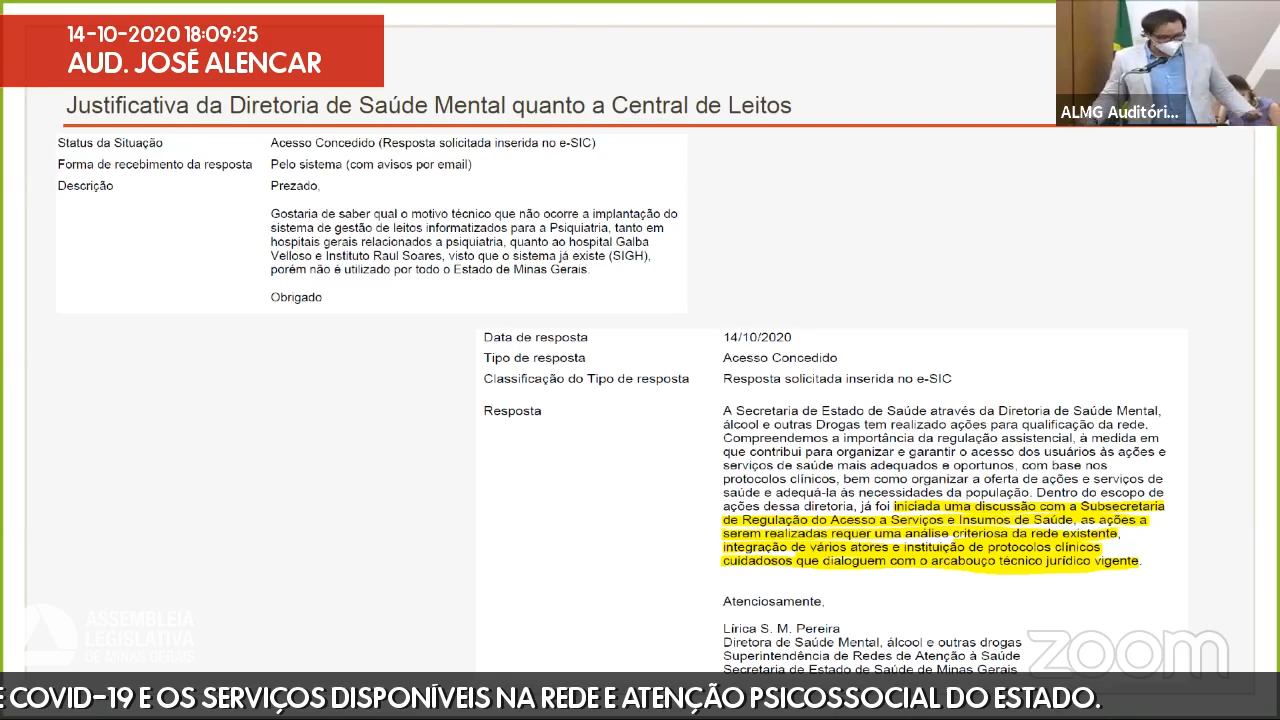 14-10-2020 18:09:25
AUD. JOSÉ ALENCAR
ALMG Auditóri...
Justificativa da Diretoria de Saúde Mental quanto a Central de Leitos
Status da Situação Acesso Concedido (Resposta solicitada inserida no e-SIC)
Forma de recebimento da resposta Pelo sistema (com avisos por email)
Descrição Prezado,
Gostaria de saber qual o motivo técnico que não ocorre a implantação do
sistema de gestão de leitos informatizados para a Psiquiatria, tanto em
hospitais gerais relacionados a psiquiatria, quanto ao hospital Galba
Velloso e Instituto Raul Soares, visto que o sistema já existe (SIGH),
porém não é utilizado por todo o Estado de Minas Gerais.
Obrigado
Data de resposta 14/10/2020
Tipo de resposta Acesso Concedido
Classificação do Tipo de resposta Resposta solicitada inserida no e-SIC
Resposta A Secretaria de Estado de Saúde através da Diretoria de Saúde Mental,
álcool e outras Drogas tem realizado ações para qualificação da rede.
Compreendemos a importância da regulação assistencial, à medida em
que contribui para organizar e garantir o acesso dos usuários às ações e
serviços de saúde mais adequados e oportunos, com base nos
protocolos clínicos, bem como organizar a oferta de ações e serviços de
saúde e adequá-la às necessidades da população. Dentro do escopo de
ações dessa diretoria, já foi iniciada uma discussão com a Subsecretaria
de Regulação do Acesso a Serviços e Insumos de Saúde, as ações a
serem realizadas requer uma análise criteriosa da rede existente,
integração de vários atores e instituição de protocolos clínicos
cuidadosos que dialoguem com o arcabouço técnico jurídico vigente.
Atenciosamente,
Lírica S. M. Pereira
Diretora de Saúde Mental, álcool e outras drogas
Superintendência de Redes de Atenção à Saúde
Secretaria de Estado de Saúde de Minas Gerais
ASSEMBLEIA
LEGISLATIVA
DE MINAS GERAIS
zoom
E COVID-19 E OS SERVIÇOS DISPONÍVEIS NA REDE E ATENÇÃO PSICOSSOCIAL DO ESTADO.